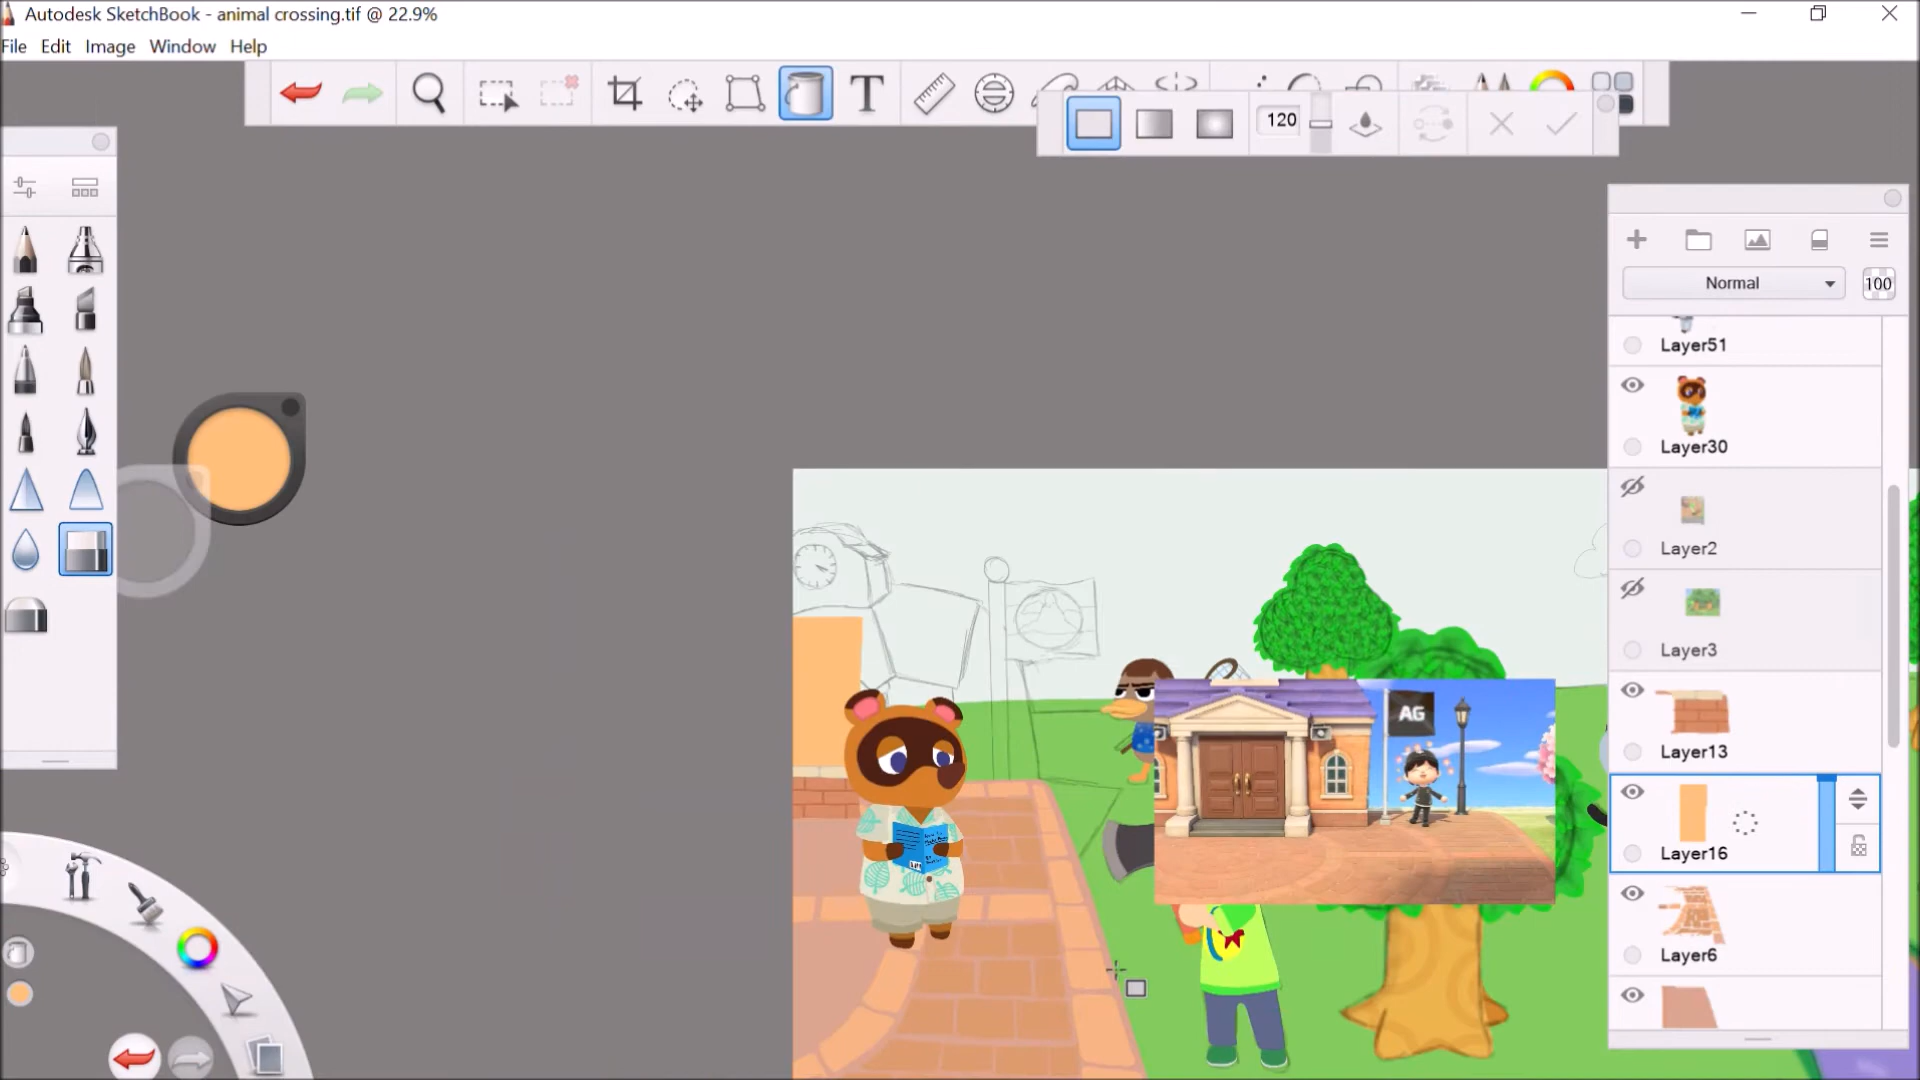 Autodesk SketchBook - animal crossing.tif @ 22.9%
File Edit Image Window Help
T
120
Normal 100
Layer51
Layer30
Layer2
Layer3
AG
Layer13
Layer16
Layer6